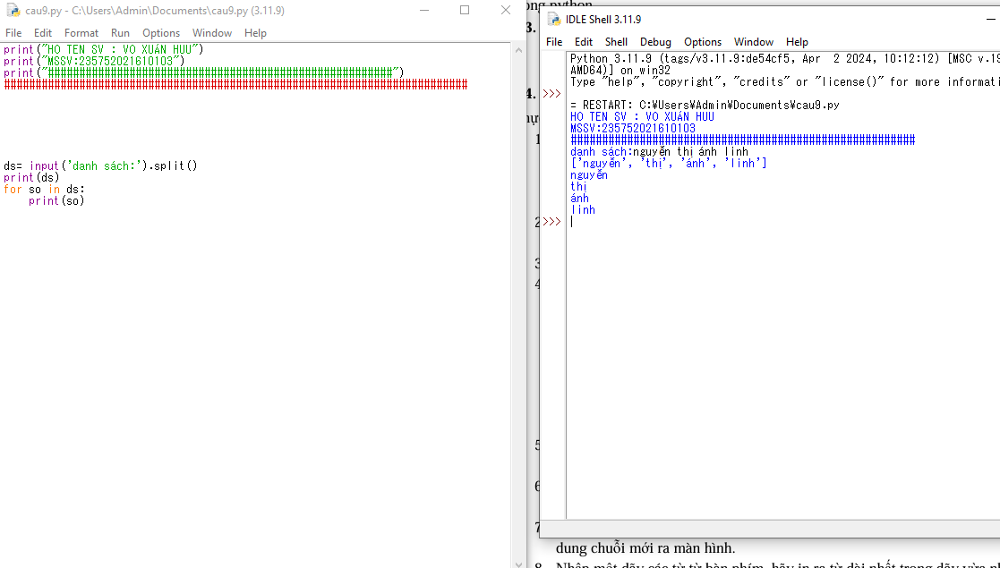 cau9.py - C:\Users\Admin\Documents\cau9.py (3.11.9)
File Edit Format Run Options Window Help
print("HO TEN SV : VO XUÁN HUU")
print("MSSV:235752021610103")
print("#######################################################")
##########################################################################
ds= input('danh sách:').split()
print(ds)
for so in ds:
    print(so)
ong python
3.
4.
1
2
3
4
5
6
7
IDLE Shell 3.11.9
File Edit Shell Debug Options Window Help
Python 3.11.9 (tags/v3.11.9:de54cf5, Apr  2 2024, 10:12:12) [MSC v.19
AMD64)] on win32
Type "help", "copyright", "credits" or "license()" for more informati
>>>
= RESTART: C:¥Users¥Admin¥Documents¥cau9.py
HO TEN SV : VO XUÁN HUU
MSSV:235752021610103
#######################################################
danh sách:nguyễn thị ánh linh
['nguyễn', 'thị', 'ánh', 'linh']
nguyễn
thị
ánh
linh
>>>
dung chuỗi mới ra màn hình.
8. Nhập một dãy các từ từ bàn phím, hãy in ra từ dài nhất trong dãy vừa